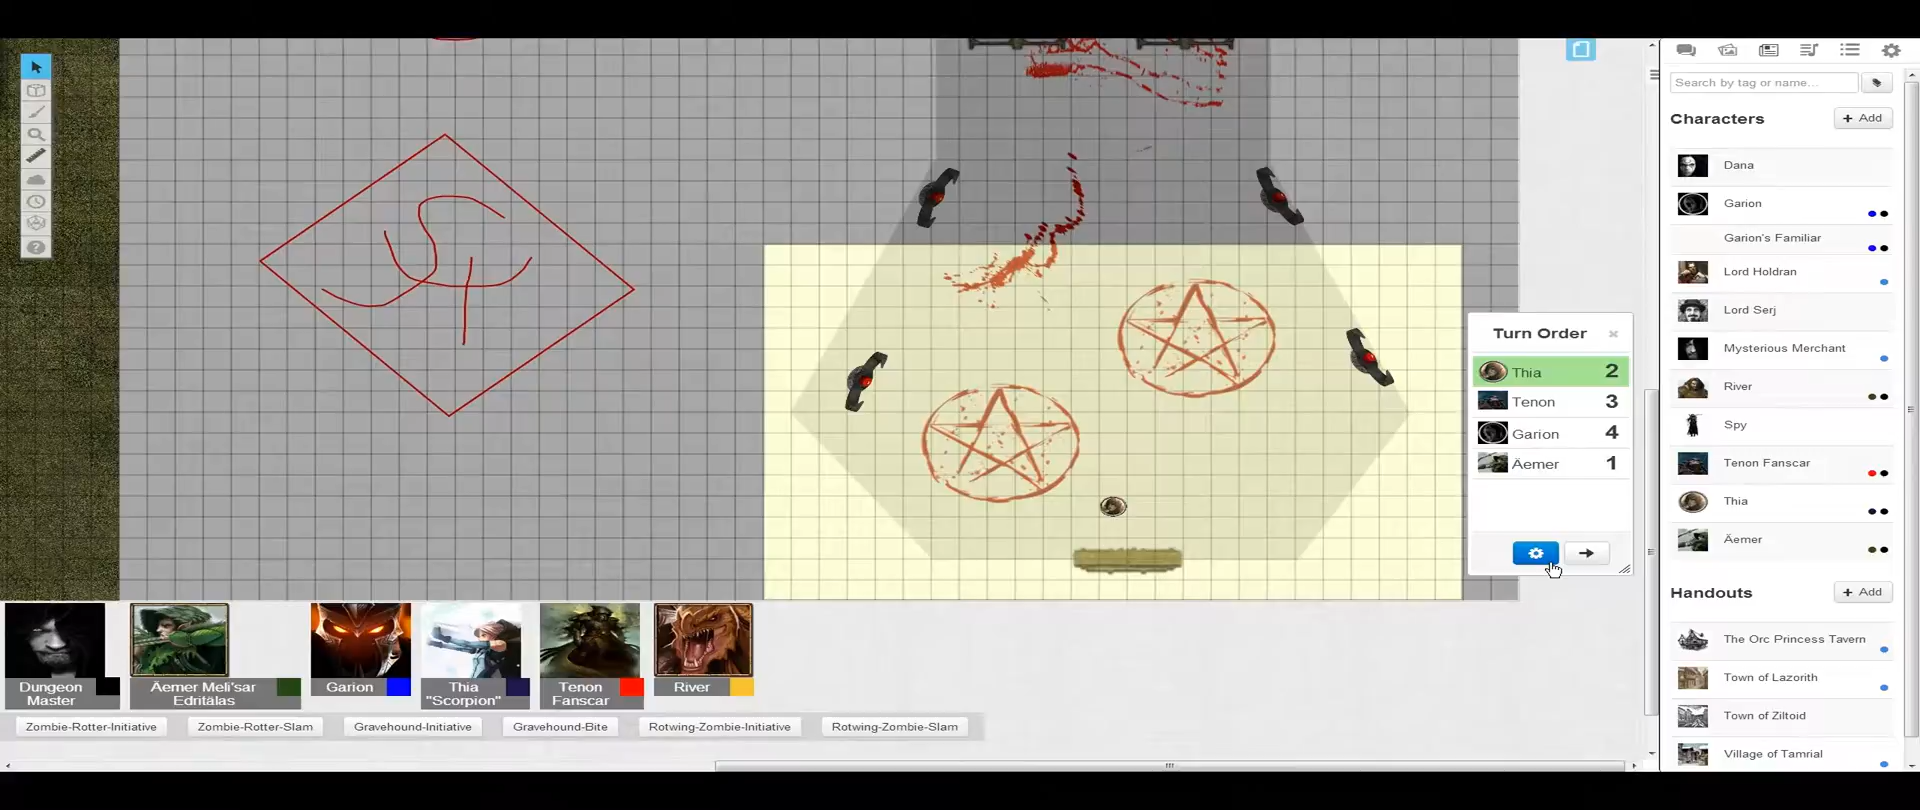 Search by tag or name...
Characters
+ Add
Dana
Garion
Garion's Familiar
Lord Holdran
Lord Serj
Mysterious Merchant
River
Spy
Tenon Fanscar
Thia
Äemer
Handouts
+ Add
The Orc Princess Tavern
Town of Lazorith
Town of Ziltoid
Village of Tamrial
Turn Order
Thia 2
Tenon 3
Garion 4
Äemer 1
Dungeon
Master
Äemer Meli'sar
Edritälas
Garion
Thia
"Scorpion"
Tenon
Fanscar
River
Zombie-Rotter-Initiative
Zombie-Rotter-Slam
Gravehound-Initiative
Gravehound-Bite
Rotwing-Zombie-Initiative
Rotwing-Zombie-Slam